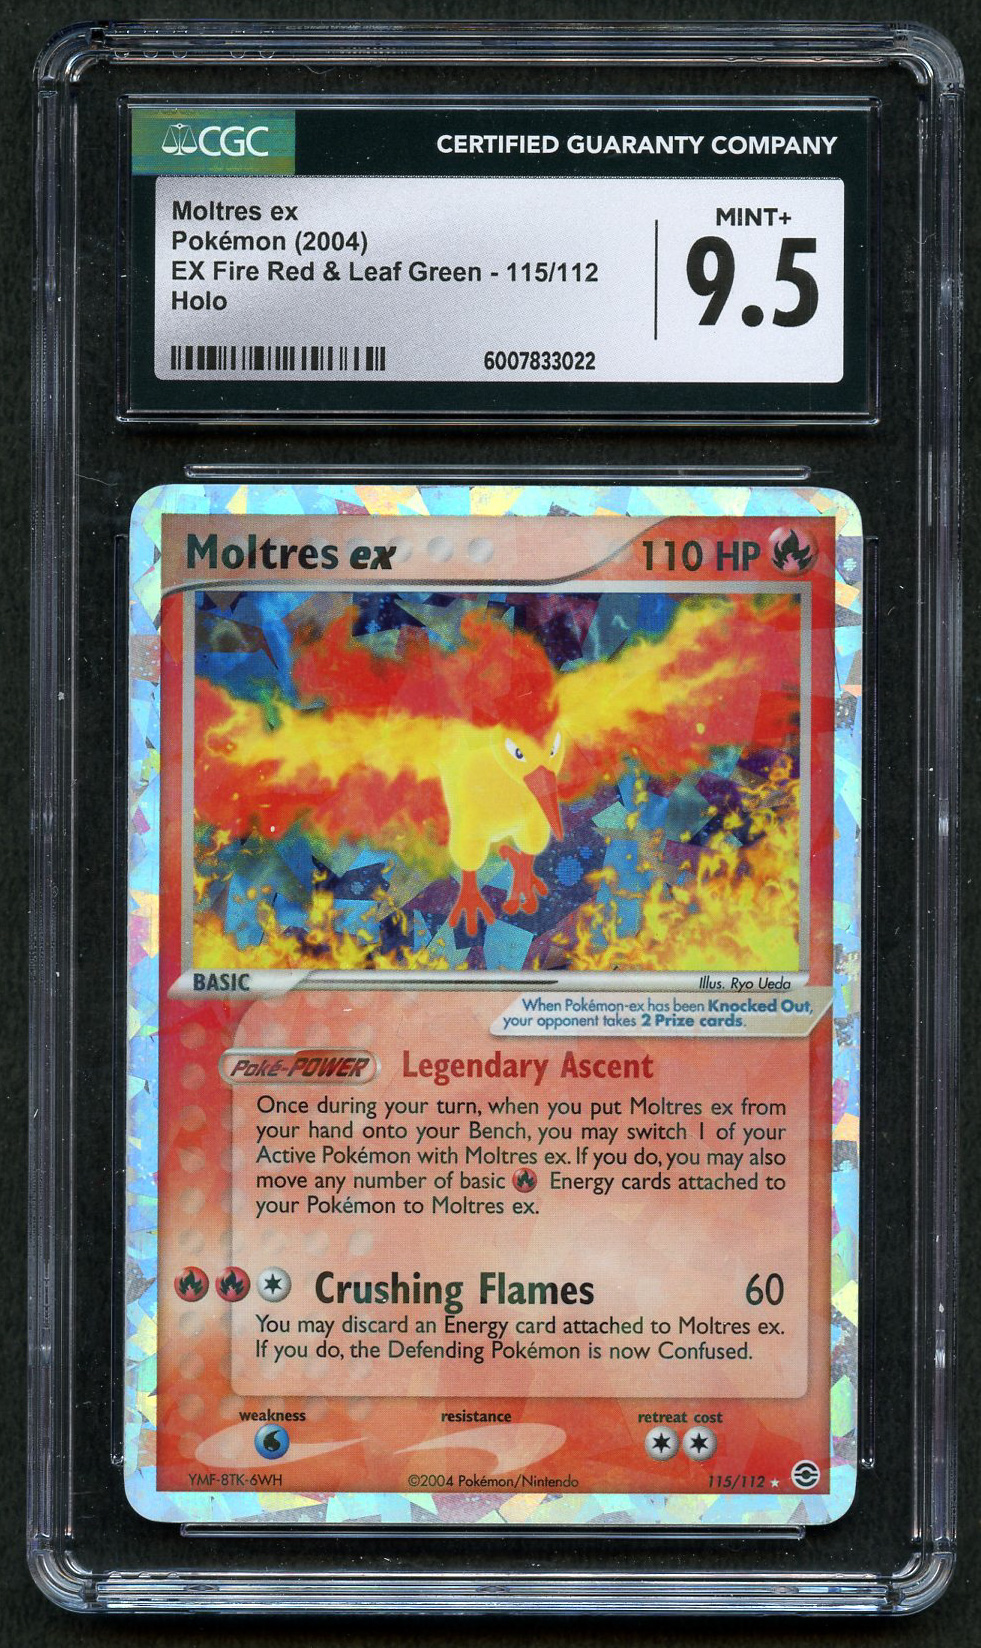 CGC
CERTIFIED GUARANTY COMPANY
Moltres ex
Pokémon (2004)
EX Fire Red & Leaf Green - 115/112
Holo
6007833022
MINT+
9.5
Moltres ex
110 HP
BASIC
Illus. Ryo Ueda
When Pokémon-ex has been Knocked Out,
your opponent takes 2 Prize cards.
Poké-POWER Legendary Ascent
Once during your turn, when you put Moltres ex from
your hand onto your Bench, you may switch 1 of your
Active Pokémon with Moltres ex. If you do, you may also
move any number of basic Energy cards attached to
your Pokémon to Moltres ex.
Crushing Flames 60
You may discard an Energy card attached to Moltres ex.
If you do, the Defending Pokémon is now Confused.
weakness resistance retreat cost
YMF-8TK-6WH ©2004 Pokémon/Nintendo 115/112 ★